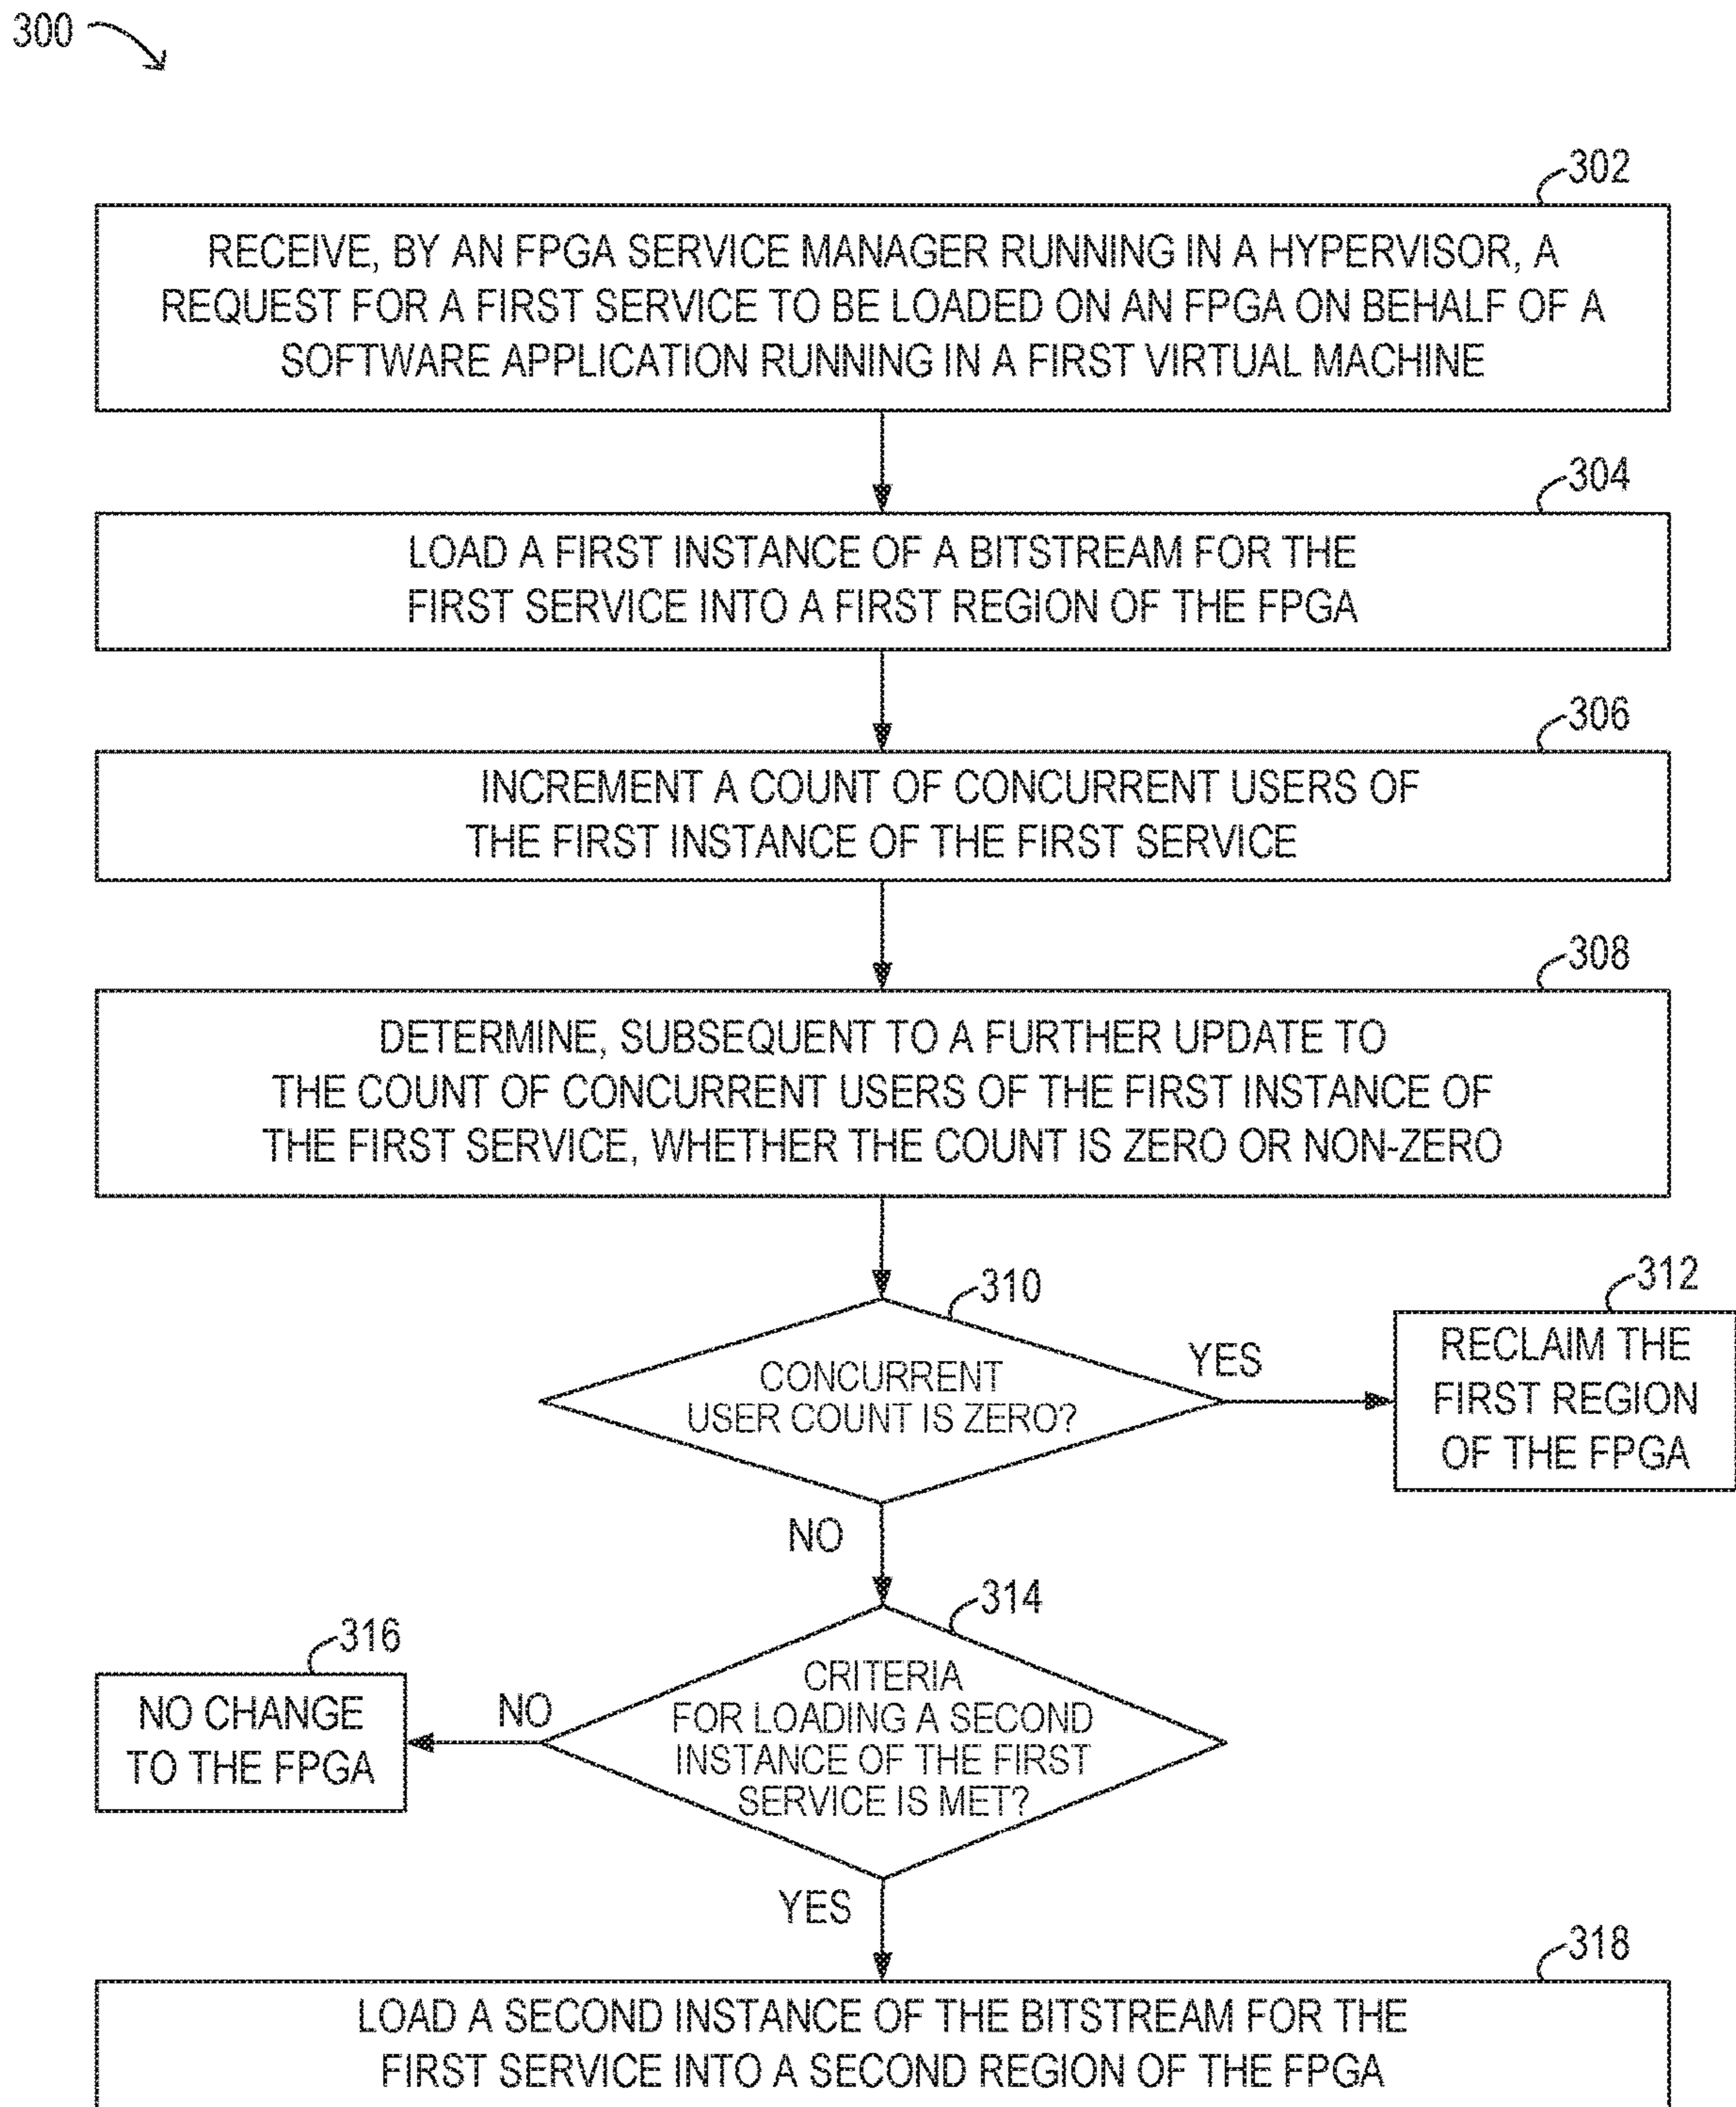 300
302
RECEIVE, BY AN FPGA SERVICE MANAGER RUNNING IN A HYPERVISOR, A
REQUEST FOR A FIRST SERVICE TO BE LOADED ON AN FPGA ON BEHALF OF A
SOFTWARE APPLICATION RUNNING IN A FIRST VIRTUAL MACHINE
304
LOAD A FIRST INSTANCE OF A BITSTREAM FOR THE
FIRST SERVICE INTO A FIRST REGION OF THE FPGA
306
INCREMENT A COUNT OF CONCURRENT USERS OF
THE FIRST INSTANCE OF THE FIRST SERVICE
308
DETERMINE, SUBSEQUENT TO A FURTHER UPDATE TO
THE COUNT OF CONCURRENT USERS OF THE FIRST INSTANCE OF
THE FIRST SERVICE, WHETHER THE COUNT IS ZERO OR NON-ZERO
310
CONCURRENT
USER COUNT IS ZERO?
YES
312
RECLAIM THE
FIRST REGION
OF THE FPGA
NO
314
CRITERIA
FOR LOADING A SECOND
INSTANCE OF THE FIRST
SERVICE IS MET?
NO
316
NO CHANGE
TO THE FPGA
YES
318
LOAD A SECOND INSTANCE OF THE BITSTREAM FOR THE
FIRST SERVICE INTO A SECOND REGION OF THE FPGA